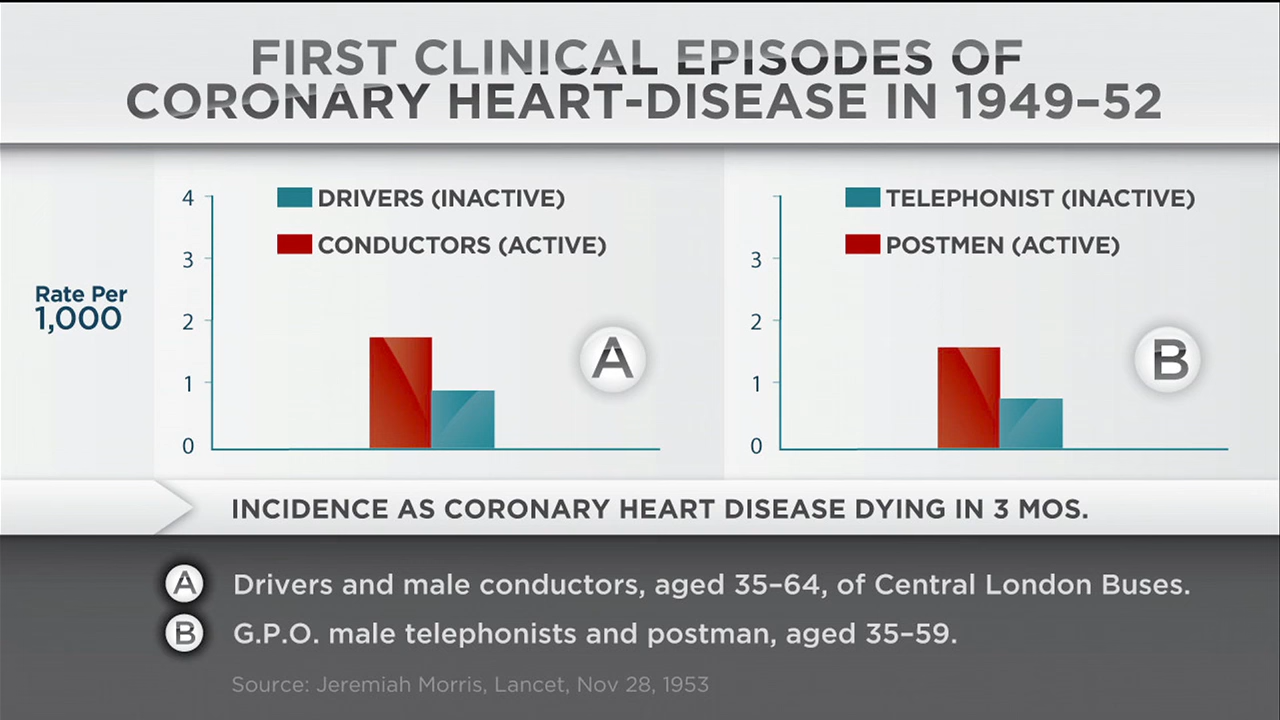 FIRST CLINICAL EPISODES OF
CORONARY HEART-DISEASE IN 1949–52
Rate Per
1,000
4
3
2
1
0
DRIVERS (INACTIVE)
CONDUCTORS (ACTIVE)
A
3
2
1
0
TELEPHONIST (INACTIVE)
POSTMEN (ACTIVE)
B
INCIDENCE AS CORONARY HEART DISEASE DYING IN 3 MOS.
A Drivers and male conductors, aged 35–64, of Central London Buses.
B G.P.O. male telephonists and postman, aged 35–59.
Source: Jeremiah Morris, Lancet, Nov 28, 1953